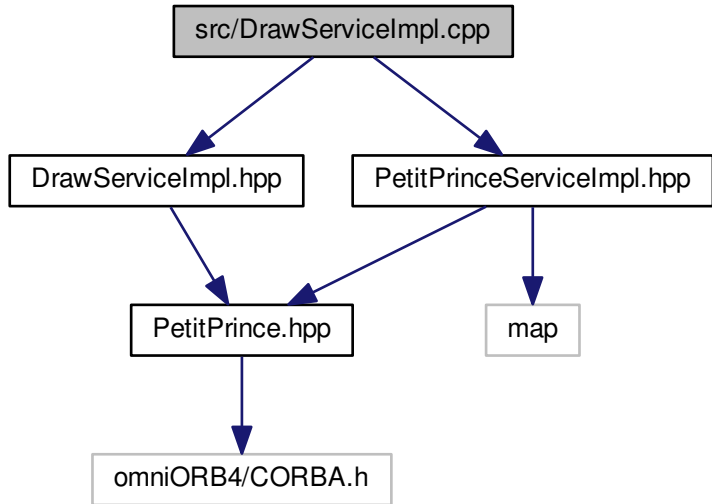 src/DrawServiceImpl.cpp
DrawServiceImpl.hpp
PetitPrinceServiceImpl.hpp
PetitPrince.hpp
map
omniORB4/CORBA.h